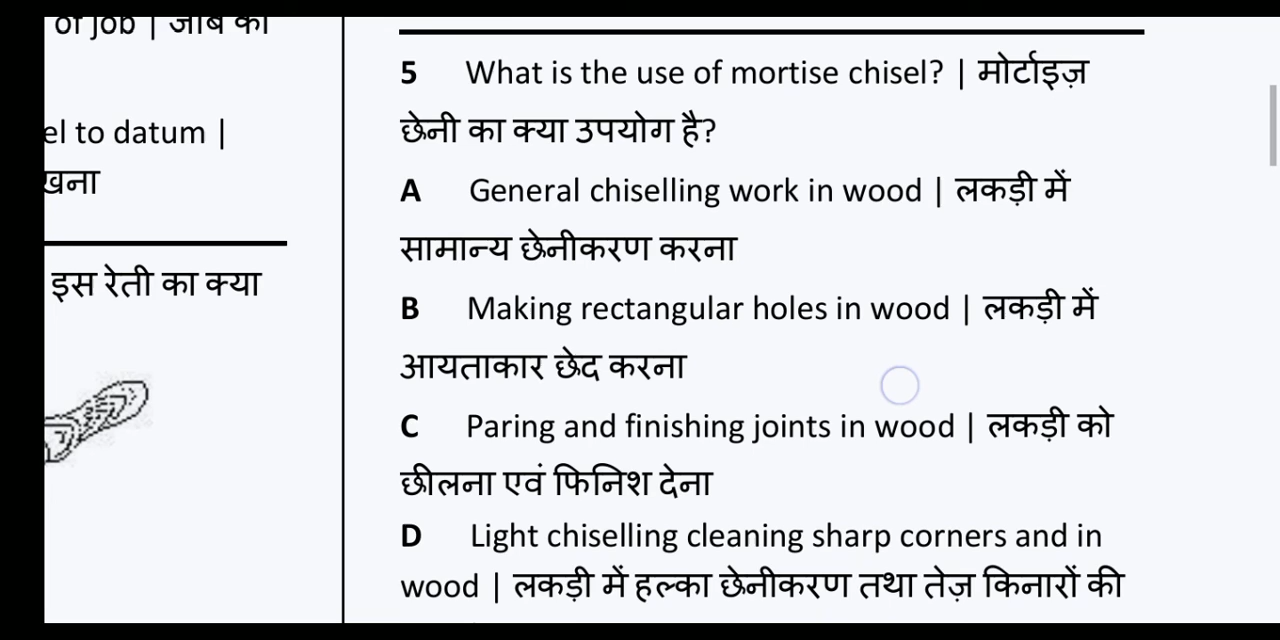 of job | जॉब का
el to datum |
खना
इस रेती का क्या
5 What is the use of mortise chisel? | मोर्टाइज़
छेनी का क्या उपयोग है?
A General chiselling work in wood | लकड़ी में
सामान्य छेनीकरण करना
B Making rectangular holes in wood | लकड़ी में
आयताकार छेद करना
C Paring and finishing joints in wood | लकड़ी को
छीलना एवं फिनिश देना
D Light chiselling cleaning sharp corners and in
wood | लकड़ी में हल्का छेनीकरण तथा तेज़ किनारों की